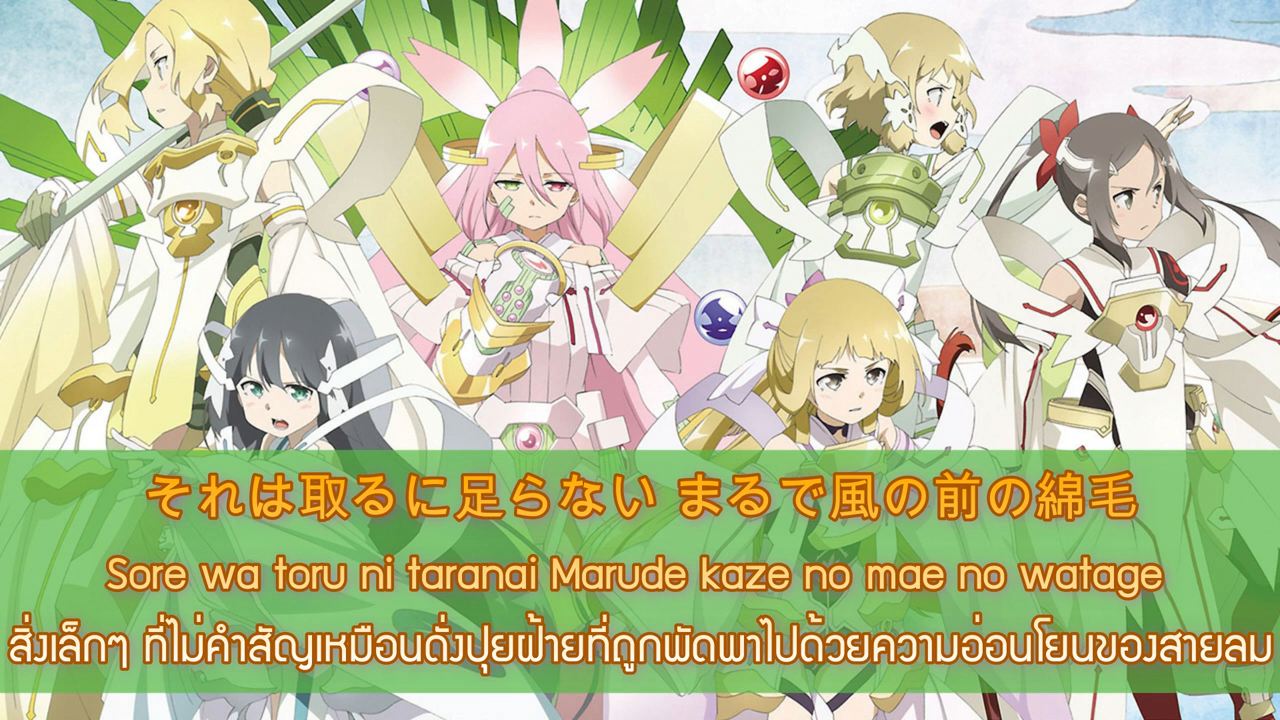 それは取るに足らない まるで風の前の綿毛
Sore wa toru ni taranai Marude kaze no mae no watage
สิ่งเล็กๆ ที่ไม่คำสัญเหมือนดั่งปุยฝ้ายที่ถูกพัดพาไปด้วยความอ่อนโยนของสายลม